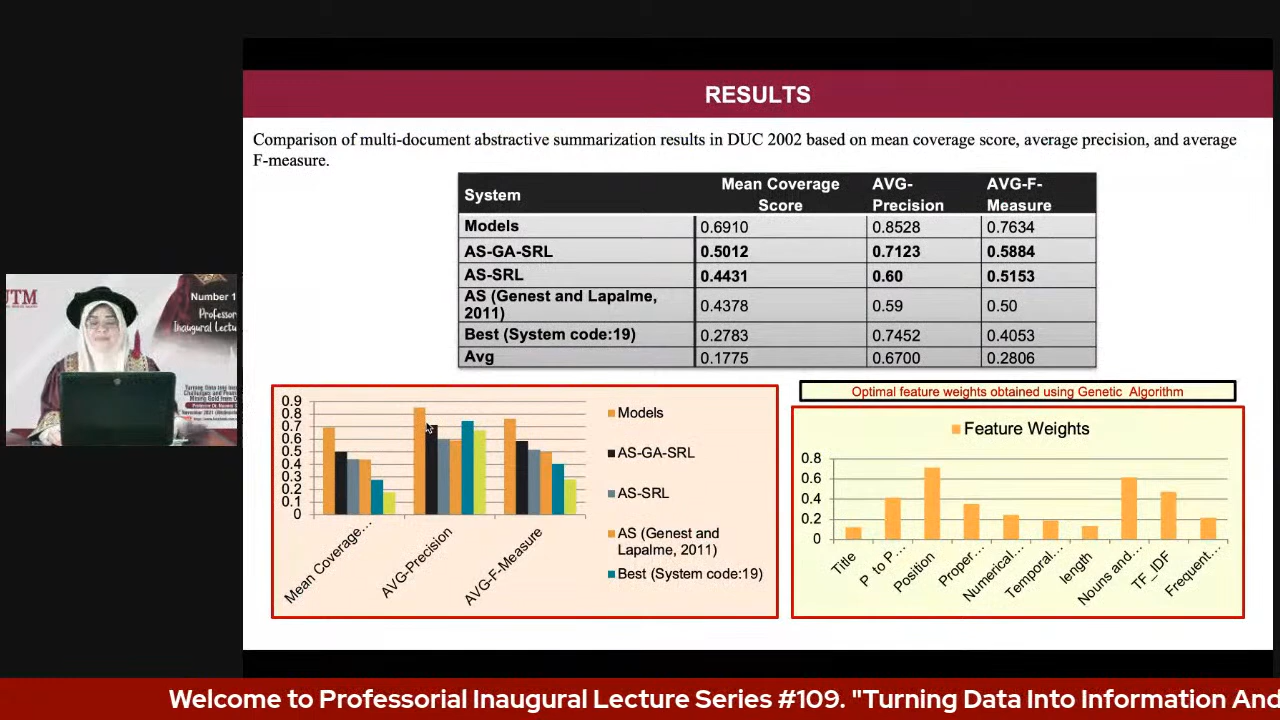 RESULTS
Comparison of multi-document abstractive summarization results in DUC 2002 based on mean coverage score, average precision, and average
F-measure.
System Mean Coverage Score AVG-Precision AVG-F-Measure
Models 0.6910 0.8528 0.7634
AS-GA-SRL 0.5012 0.7123 0.5884
AS-SRL 0.4431 0.60 0.5153
AS (Genest and Lapalme, 2011) 0.4378 0.59 0.50
Best (System code:19) 0.2783 0.7452 0.4053
Avg 0.1775 0.6700 0.2806
UTM
Number 1
Professor
Inaugural Lectu
0.9
0.8
0.7
0.6
0.5
0.4
0.3
0.2
0.1
0
Mean Coverage...
AVG-Precision
AVG-F-Measure
Models
AS-GA-SRL
AS-SRL
AS (Genest and
Lapalme, 2011)
Best (System code:19)
Optimal feature weights obtained using Genetic Algorithm
Feature Weights
0.8
0.6
0.4
0.2
0
Title
P to P...
Position
Proper...
Numerical...
Temporal...
length
Nouns and...
TF_IDF
Frequent...
Welcome to Professorial Inaugural Lecture Series #109. "Turning Data Into Information And